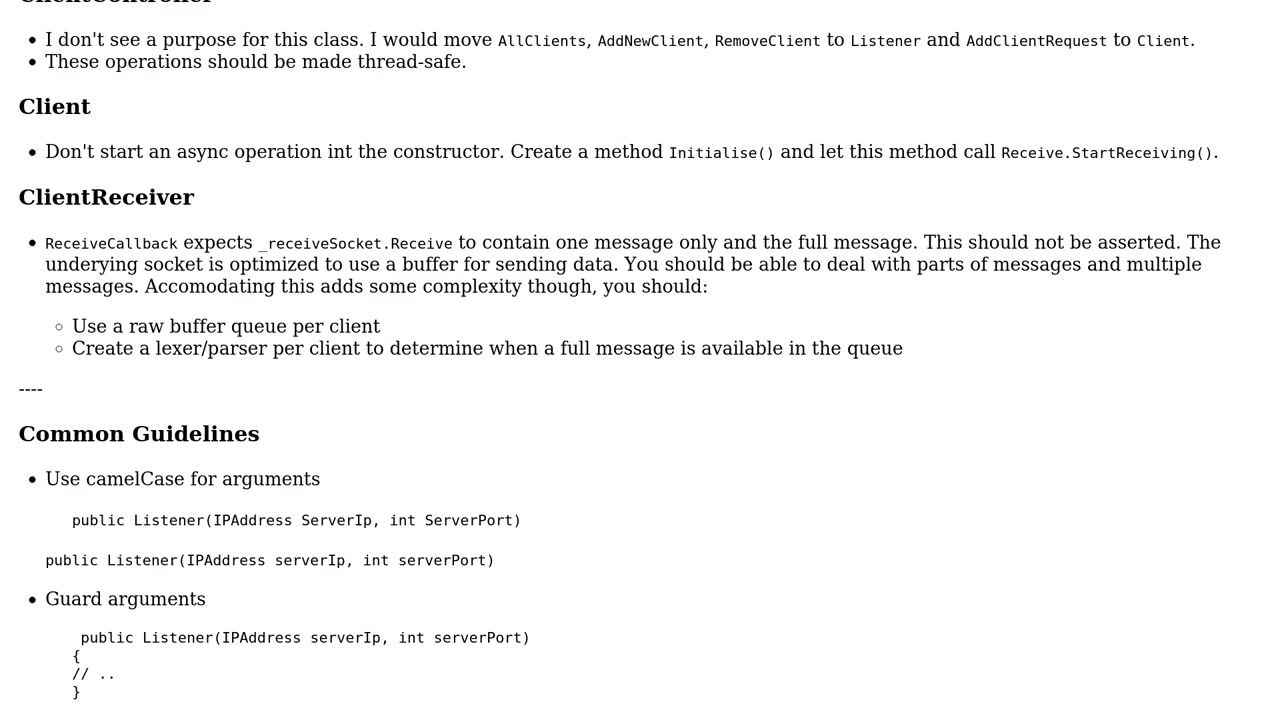 ClientController
I don't see a purpose for this class. I would move AllClients, AddNewClient, RemoveClient to Listener and AddClientRequest to Client.
These operations should be made thread-safe.
Client
Don't start an async operation int the constructor. Create a method Initialise() and let this method call Receive.StartReceiving().
ClientReceiver
ReceiveCallback expects _receiveSocket.Receive to contain one message only and the full message. This should not be asserted. The
underying socket is optimized to use a buffer for sending data. You should be able to deal with parts of messages and multiple
messages. Accomodating this adds some complexity though, you should:
Use a raw buffer queue per client
Create a lexer/parser per client to determine when a full message is available in the queue
----
Common Guidelines
Use camelCase for arguments
public Listener(IPAddress ServerIp, int ServerPort)
public Listener(IPAddress serverIp, int serverPort)
Guard arguments
public Listener(IPAddress serverIp, int serverPort)
{
// ..
}